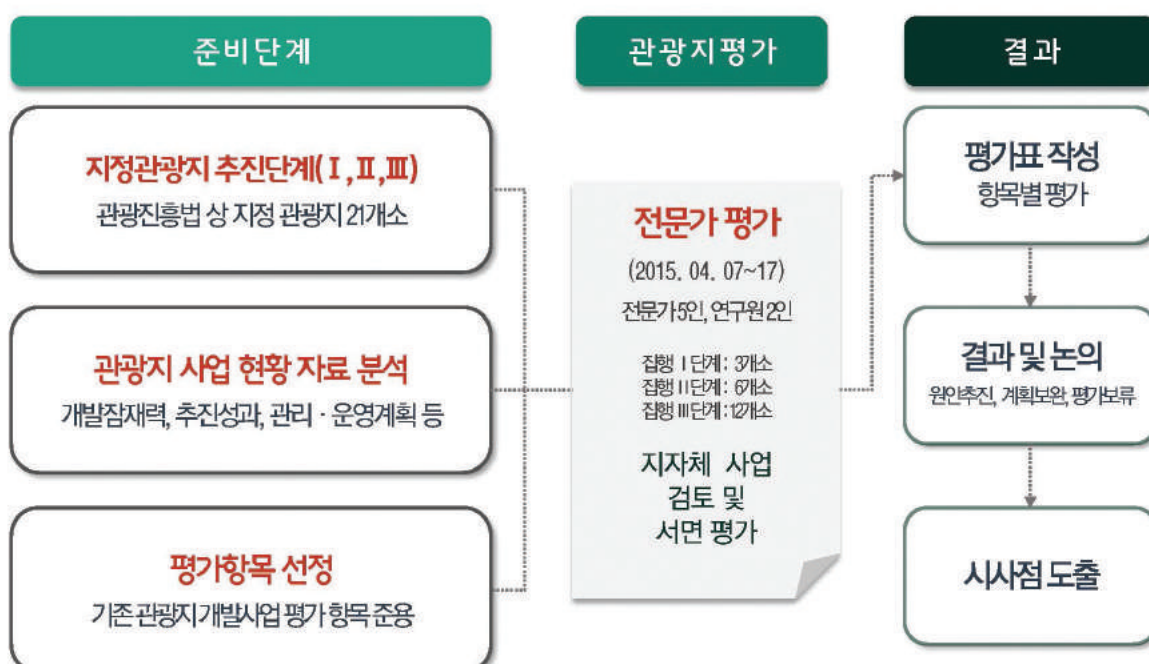 준비단계
지정관광지 추진단계(Ⅰ,Ⅱ,Ⅲ)
관광진흥법 상 지정 관광지 21개소
관광지 사업 현황 자료 분석
개발잠재력, 추진성과, 관리 · 운영계획 등
평가항목 선정
기존 관광지 개발사업 평가 항목 준용
관광지평가
전문가 평가
(2015. 04. 07~17)
전문가 5인, 연구원 2인
집행 Ⅰ단계 : 3개소
집행 Ⅱ단계 : 6개소
집행 Ⅲ단계 : 12개소
지자체 사업
검토 및
서면 평가
결과
평가표 작성
항목별 평가
결과 및 논의
원안추진, 계획보완, 평가보류
시사점 도출